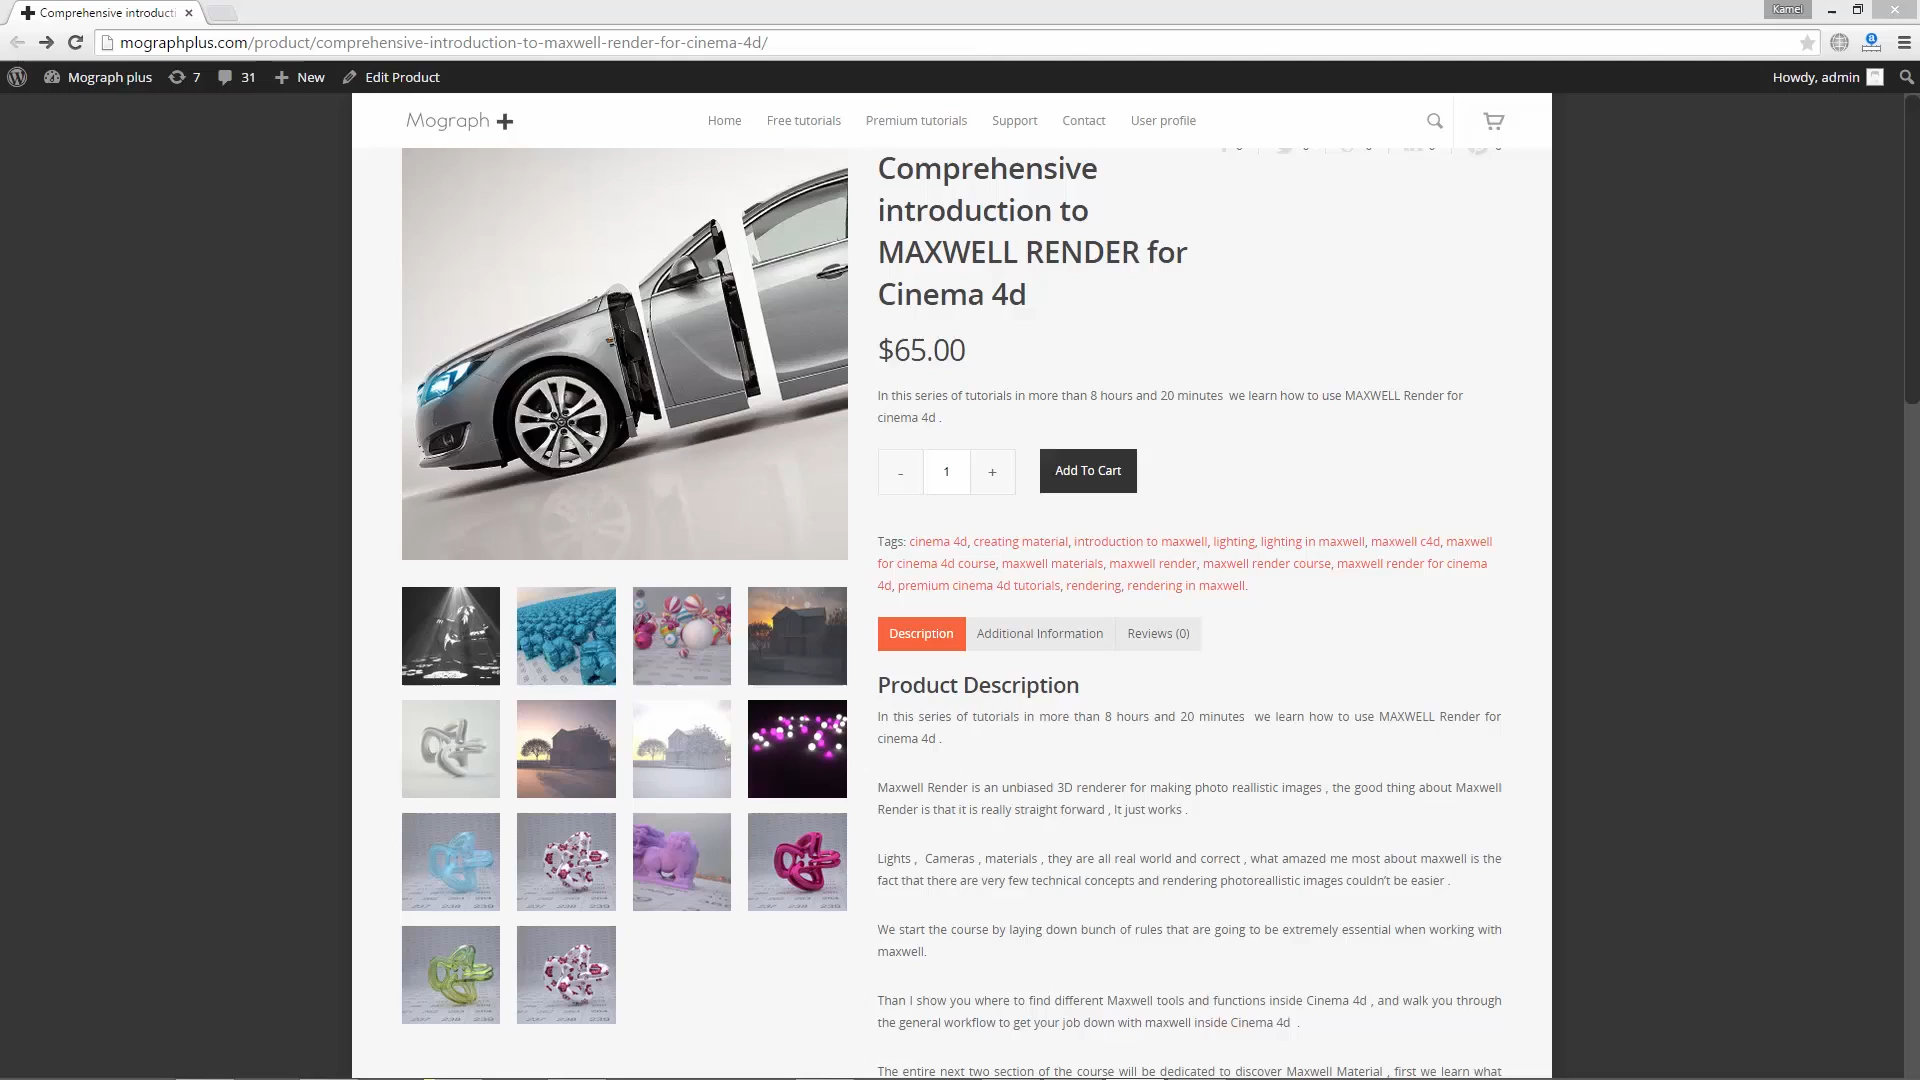 Comprehensive introducti
Kamel
mographplus.com/product/comprehensive-introduction-to-maxwell-render-for-cinema-4d/
Mograph plus 7 31 New Edit Product Howdy, admin
Mograph
Home Free tutorials Premium tutorials Support Contact User profile
Comprehensive
introduction to
MAXWELL RENDER for
Cinema 4d
$65.00
In this series of tutorials in more than 8 hours and 20 minutes we learn how to use MAXWELL Render for
cinema 4d .
- 1 + Add To Cart
Tags: cinema 4d, creating material, introduction to maxwell, lighting, lighting in maxwell, maxwell c4d, maxwell
for cinema 4d course, maxwell materials, maxwell render, maxwell render course, maxwell render for cinema
4d, premium cinema 4d tutorials, rendering, rendering in maxwell.
Description Additional Information Reviews (0)
Product Description
In this series of tutorials in more than 8 hours and 20 minutes we learn how to use MAXWELL Render for
cinema 4d .
Maxwell Render is an unbiased 3D renderer for making photo reallistic images , the good thing about Maxwell
Render is that it is really straight forward , It just works .
Lights , Cameras , materials , they are all real world and correct , what amazed me most about maxwell is the
fact that there are very few technical concepts and rendering photoreallistic images couldn't be easier .
We start the course by laying down bunch of rules that are going to be extremely essential when working with
maxwell.
Than I show you where to find different Maxwell tools and functions inside Cinema 4d , and walk you through
the general workflow to get your job down with maxwell inside Cinema 4d .
The entire next two section of the course will be dedicated to discover Maxwell Material , first we learn what